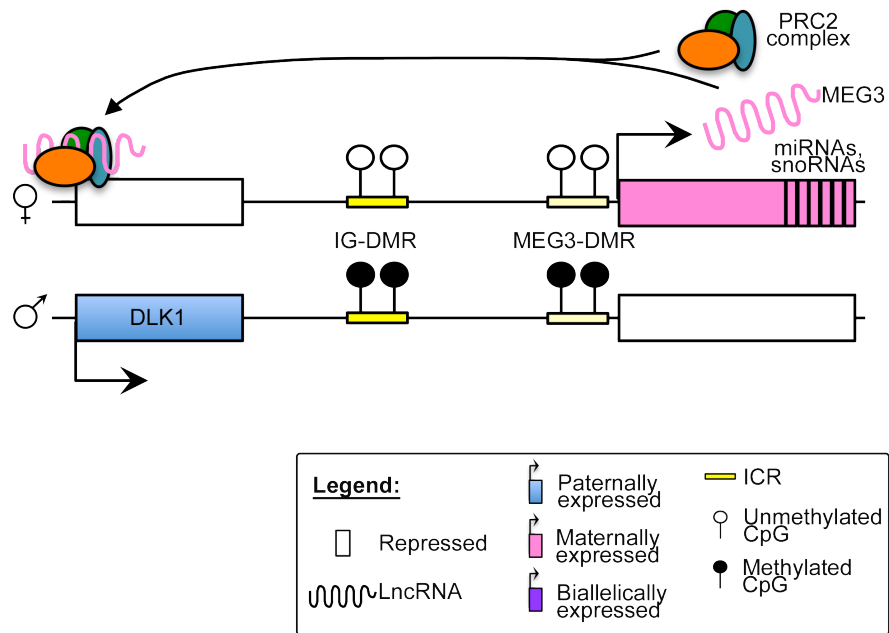 PRC2
complex
MEG3
miRNAs,
snoRNAs
IG-DMR
MEG3-DMR
DLK1
Legend:
Repressed
LncRNA
Paternally
expressed
Maternally
expressed
Biallelically
expressed
ICR
Unmethylated
CpG
Methylated
CpG